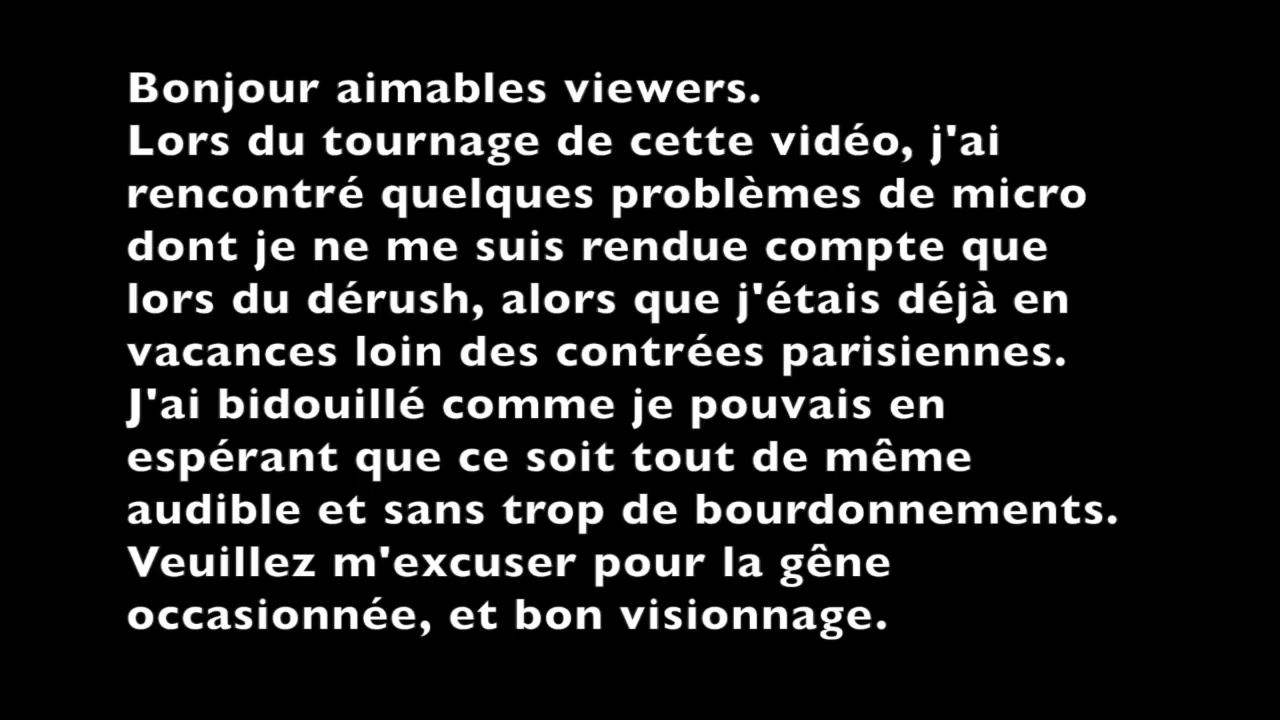 Bonjour aimables viewers.
Lors du tournage de cette vidéo, j'ai
rencontré quelques problèmes de micro
dont je ne me suis rendue compte que
lors du dérush, alors que j'étais déjà en
vacances loin des contrées parisiennes.
J'ai bidouillé comme je pouvais en
espérant que ce soit tout de même
audible et sans trop de bourdonnements.
Veuillez m'excuser pour la gêne
occasionnée, et bon visionnage.